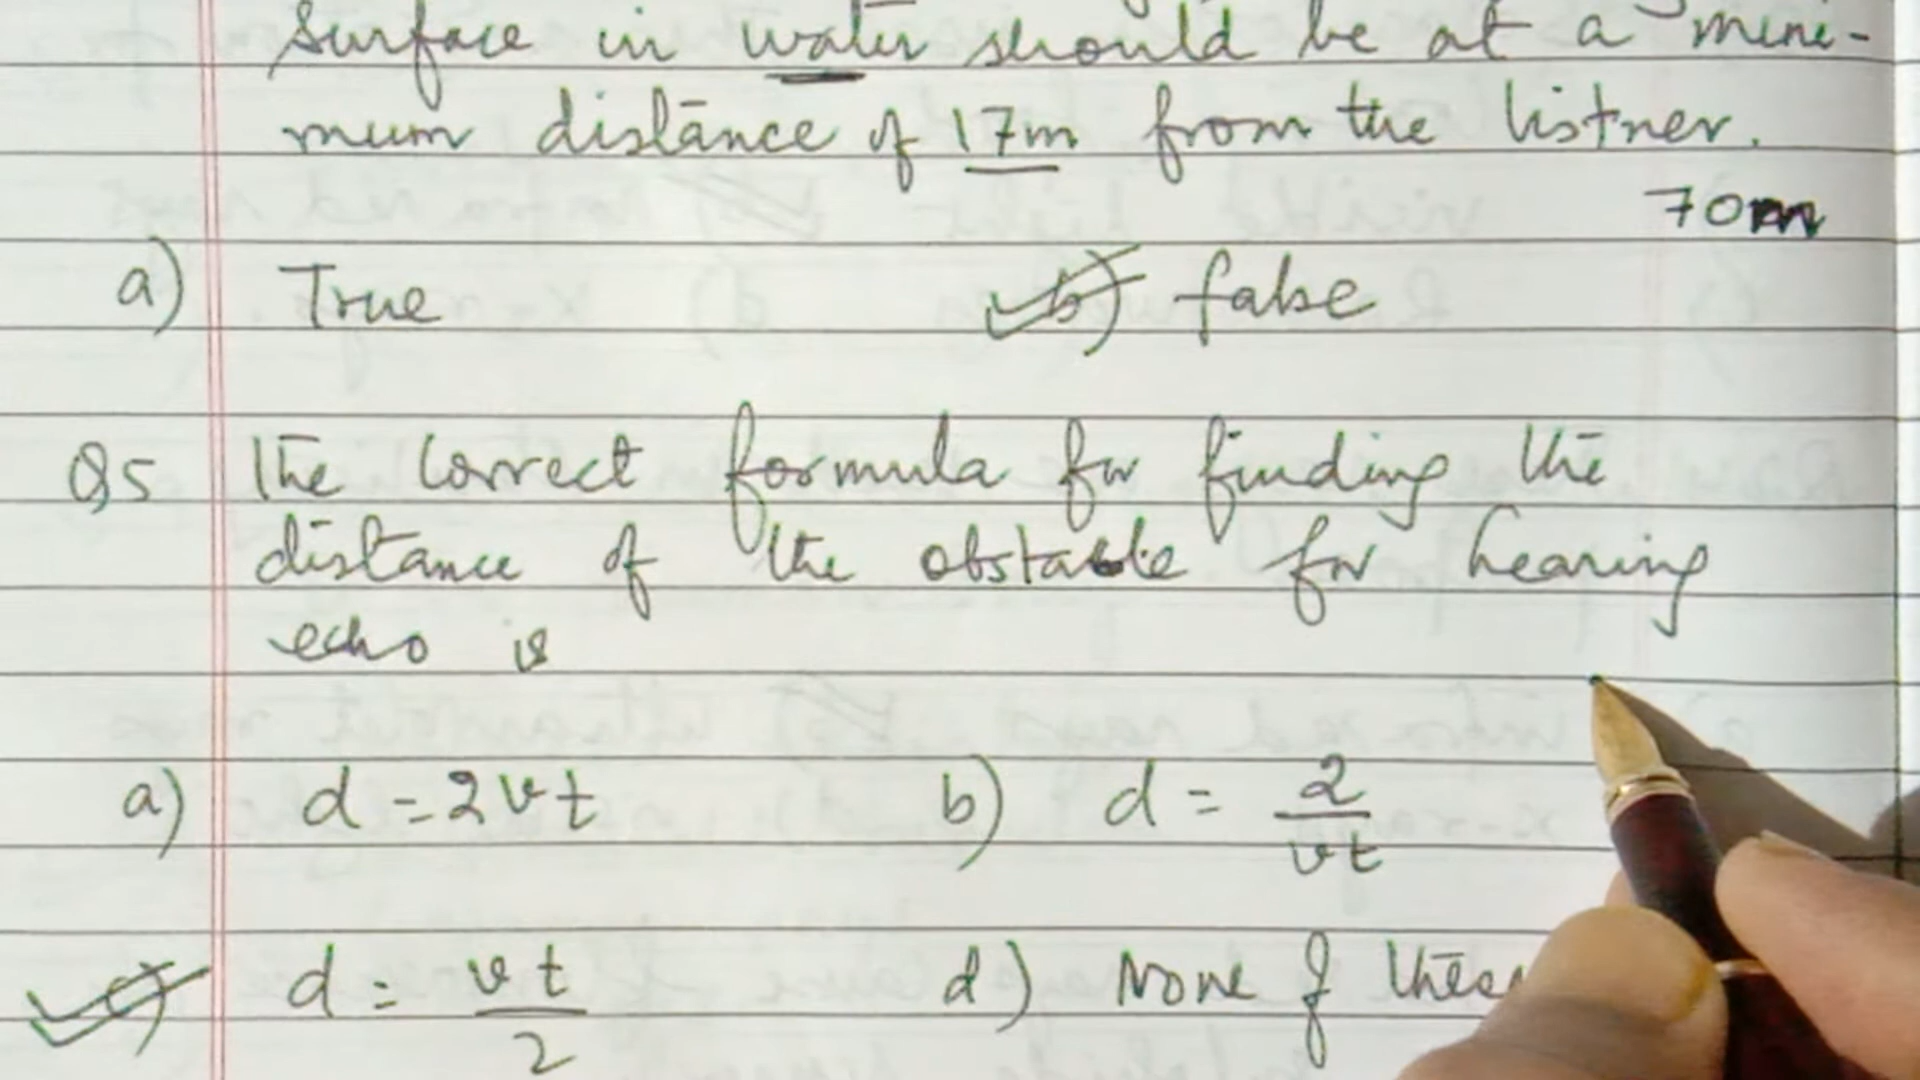 surface in water should be at a mini-
mum distance of 17m from the listner.
70m
a) True b) false
Q5 The correct formula for finding the
distance of the obstacle for hearing
echo is
a) d = 2vt b) d = 2/vt
c) d = vt/2 d) None of these